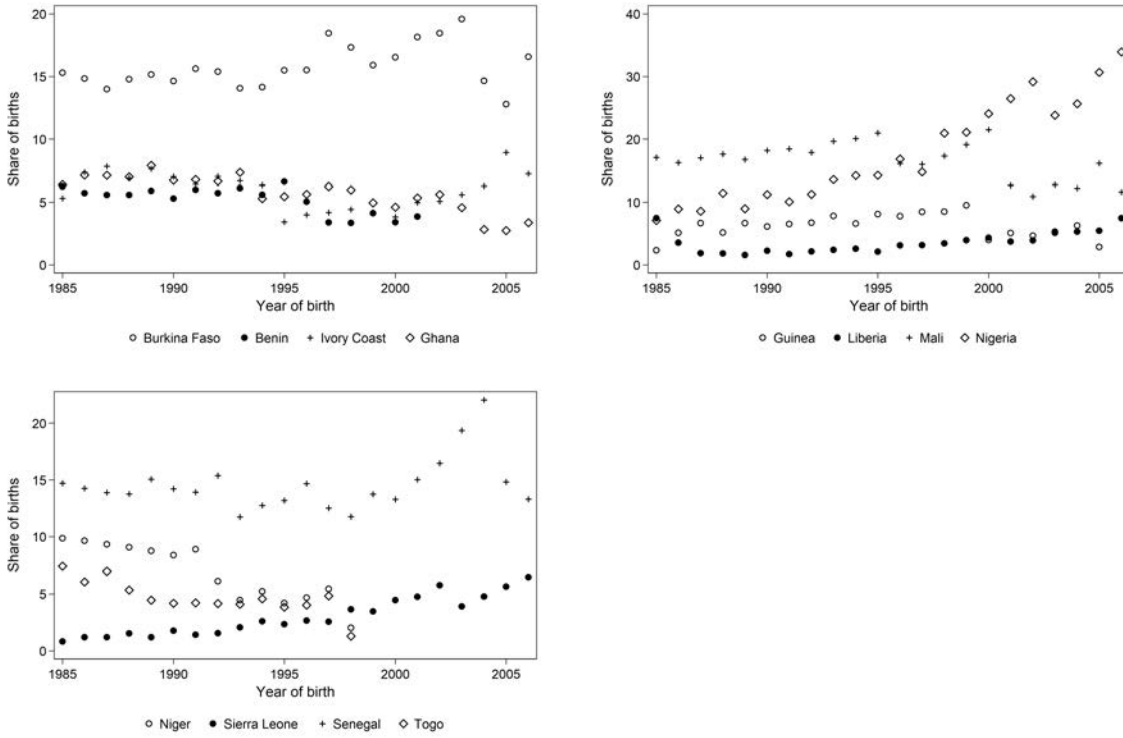 20
15
10
5
0
Share of births
1985 1990 1995 2000 2005
Year of birth
Burkina Faso Benin Ivory Coast Ghana
40
30
20
10
0
Share of births
1985 1990 1995 2000 2005
Year of birth
Guinea Liberia Mali Nigeria
20
15
10
5
0
Share of births
1985 1990 1995 2000 2005
Year of birth
Niger Sierra Leone Senegal Togo